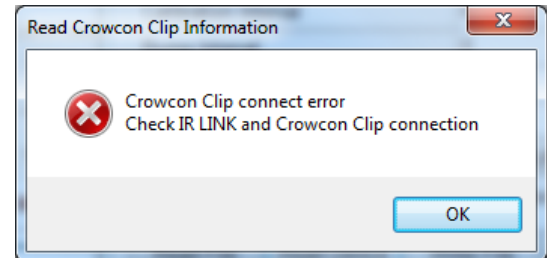 Read Crowcon Clip Information
Crowcon Clip connect error
Check IR LINK and Crowcon Clip connection
OK